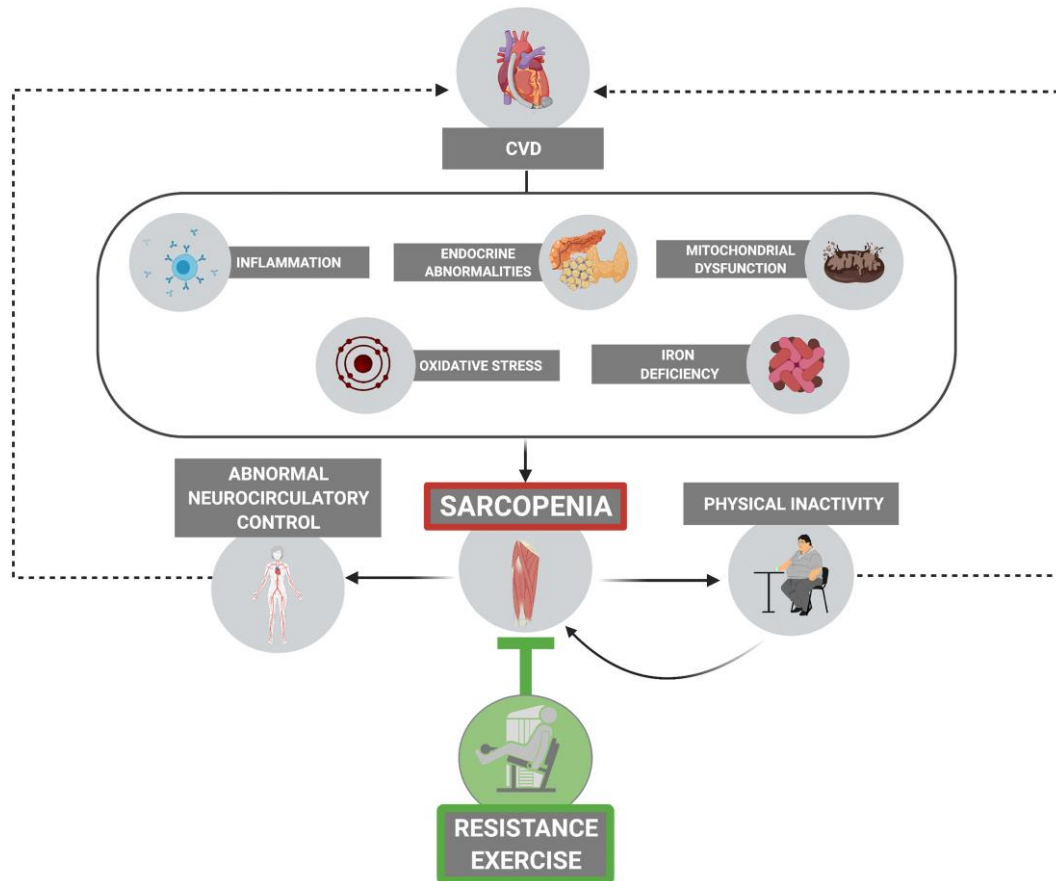 CVD
INFLAMMATION
ENDOCRINE
ABNORMALITIES
MITOCHONDRIAL
DYSFUNCTION
OXIDATIVE STRESS
IRON
DEFICIENCY
ABNORMAL
NEUROCIRCULATORY
CONTROL
SARCOPENIA
PHYSICAL INACTIVITY
RESISTANCE
EXERCISE